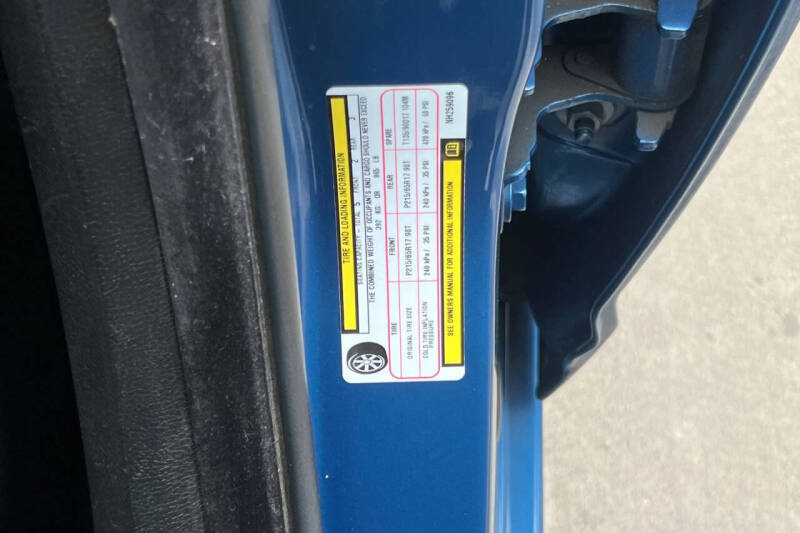 TIRE AND LOADING INFORMATION
SEATING CAPACITY - TOTAL 5 FRONT 2 REAR 3
THE COMBINED WEIGHT OF OCCUPANTS AND CARGO SHOULD NEVER EXCEED
392 KG OR 865 LB
TIRE FRONT REAR SPARE
ORIGINAL TIRE SIZE P215/65R17 98T P215/65R17 98T T135/90D17 104M
COLD TIRE INFLATION PRESSURE 240 kPa / 35 PSI 240 kPa / 35 PSI 420 kPa / 60 PSI
SEE OWNERS MANUAL FOR ADDITIONAL INFORMATION
NH259096